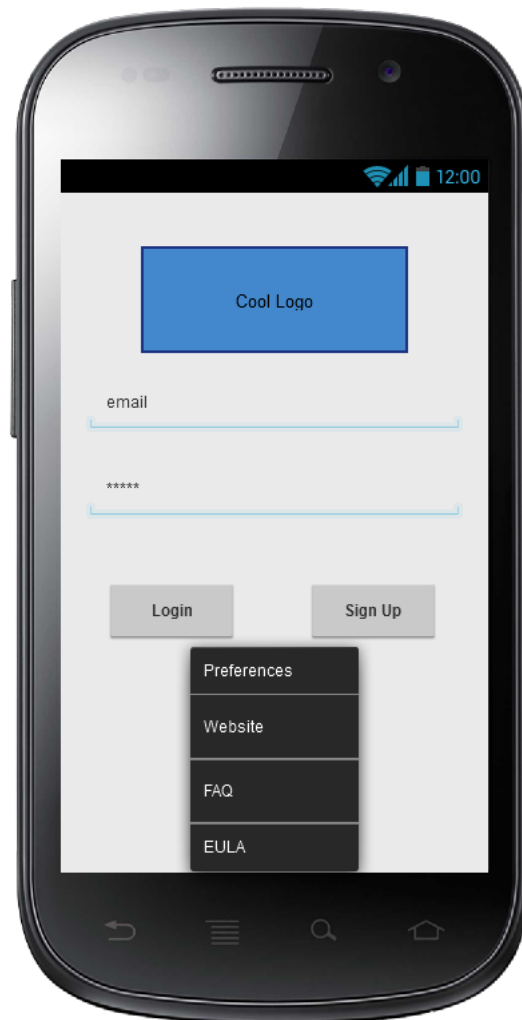 12:00
Cool Logo
email
*****
Login
Sign Up
Preferences
Website
FAQ
EULA